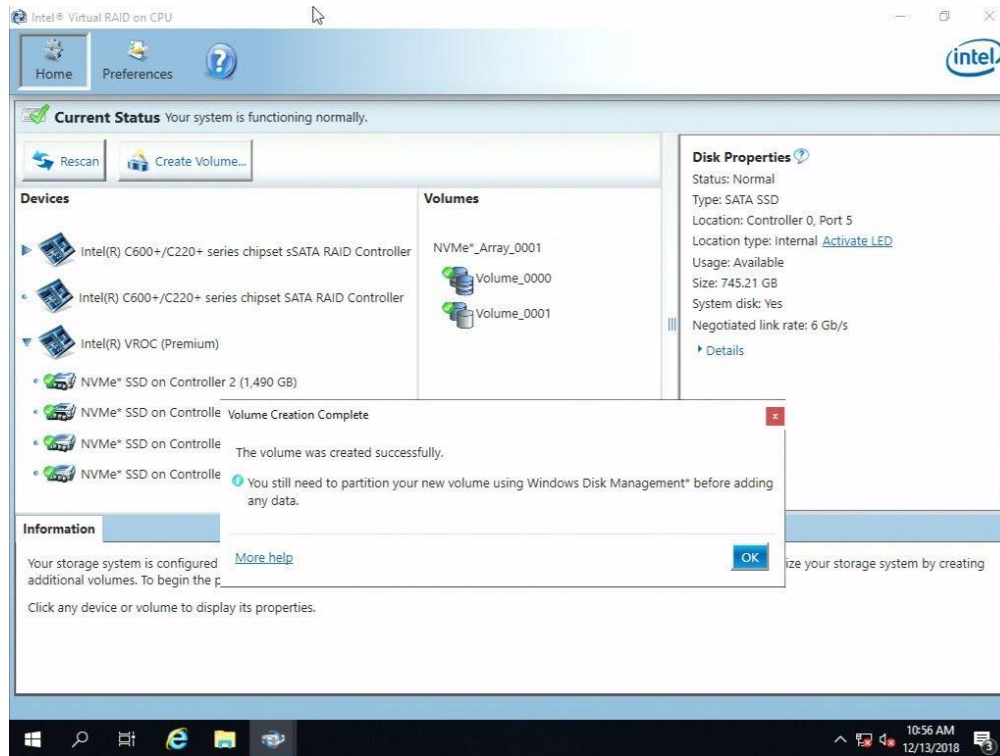 Intel® Virtual RAID on CPU
Home
Preferences
?
intel
Current Status Your system is functioning normally.
Rescan
Create Volume...
Devices
Intel(R) C600+/C220+ series chipset sSATA RAID Controller
Intel(R) C600+/C220+ series chipset SATA RAID Controller
Intel(R) VROC (Premium)
NVMe* SSD on Controller 2 (1,490 GB)
NVMe* SSD on Controlle
NVMe* SSD on Controlle
NVMe* SSD on Controlle
Volumes
NVMe*_Array_0001
Volume_0000
Volume_0001
Disk Properties ?
Status: Normal
Type: SATA SSD
Location: Controller 0, Port 5
Location type: Internal Activate LED
Usage: Available
Size: 745.21 GB
System disk: Yes
Negotiated link rate: 6 Gb/s
Details
Volume Creation Complete
x
The volume was created successfully.
You still need to partition your new volume using Windows Disk Management* before adding
any data.
More help
OK
Information
Your storage system is configured
ize your storage system by creating
additional volumes. To begin the p
Click any device or volume to display its properties.
10:56 AM
12/13/2018
3